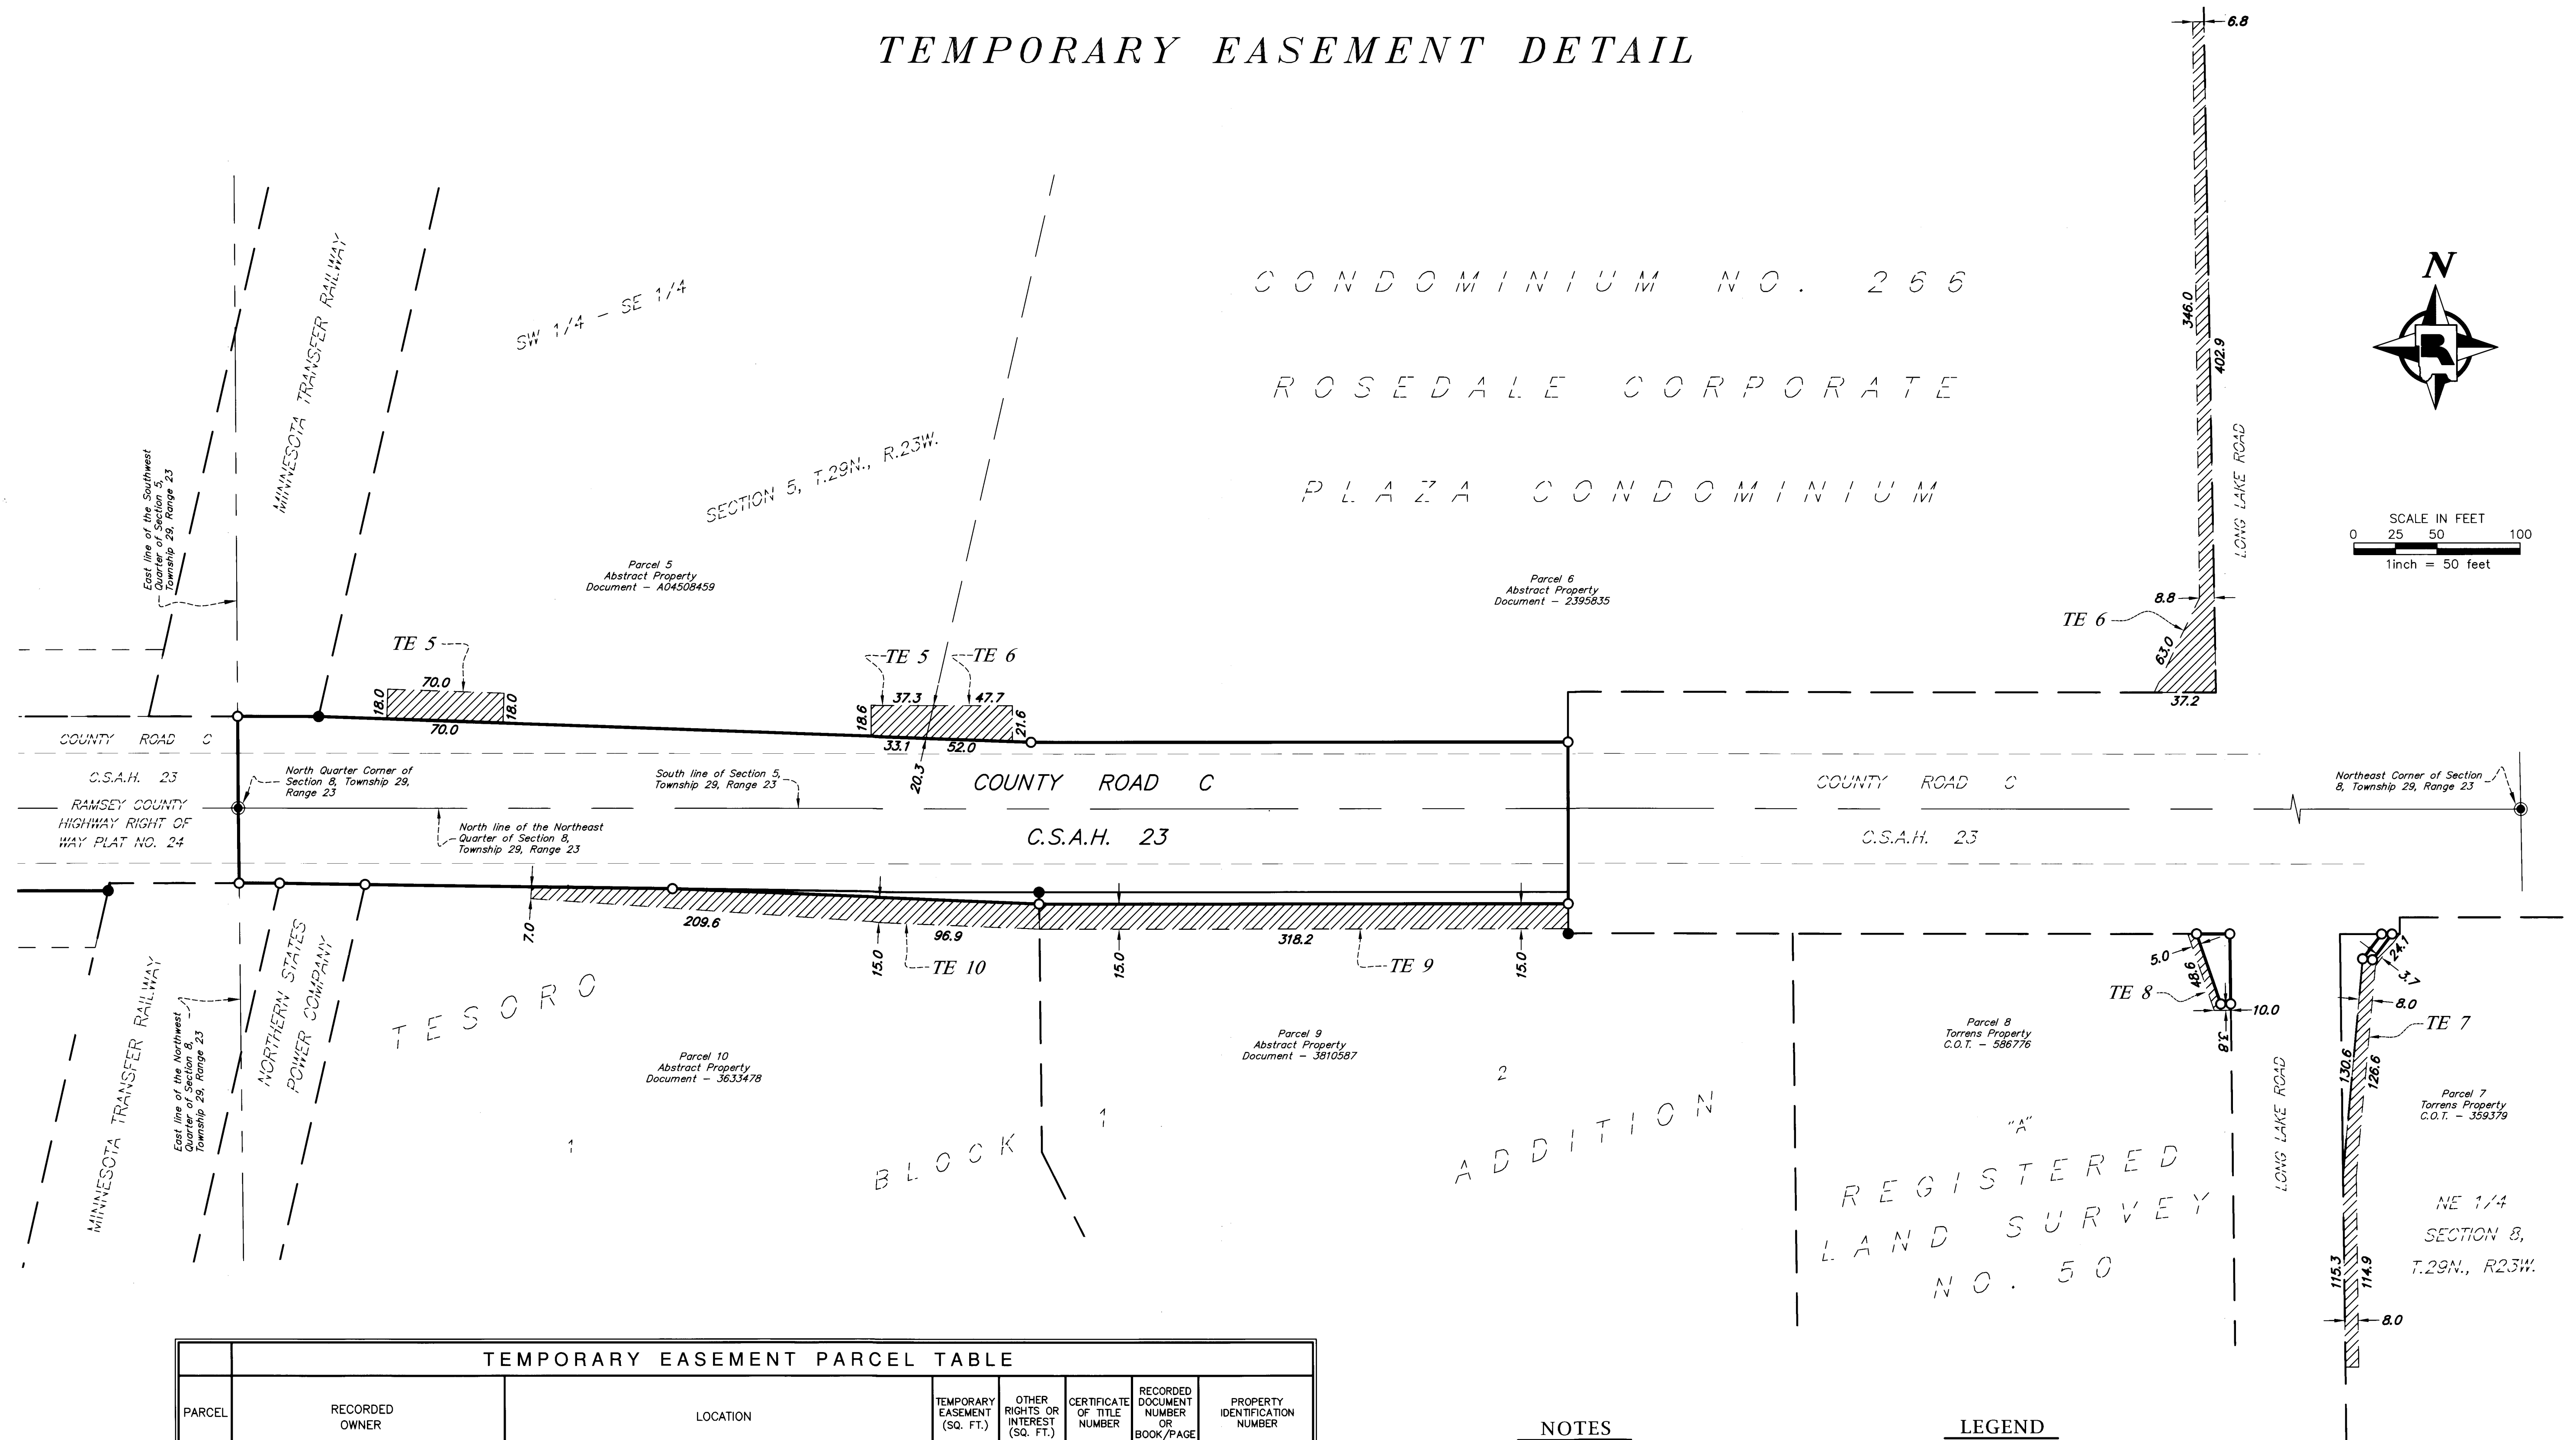 TEMPORARY EASEMENT DETAIL
6.8
346.0
402.9
LONG LAKE ROAD
8.8
TE 6
63.0
37.2
N
R
SCALE IN FEET
0 25 50 100
1inch = 50 feet
CONDOMINIUM NO. 266
ROSEDALE CORPORATE
PLAZA CONDOMINIUM
Parcel 6
Abstract Property
Document - 2395835
MINNESOTA TRANSFER RAILWAY
SW 1/4 - SE 1/4
SECTION 5, T.29N., R.23W.
East line of the Southwest
Quarter of Section 5,
Township 29, Range 23
Parcel 5
Abstract Property
Document - A04508459
TE 5
70.0
18.0
18.0
70.0
TE 5
TE 6
37.3
47.7
18.6
21.6
33.1
52.0
20.3
COUNTY ROAD C
C.S.A.H. 23
RAMSEY COUNTY
HIGHWAY RIGHT OF
WAY PLAT NO. 24
North Quarter Corner of
Section 8, Township 29,
Range 23
South line of Section 5,
Township 29, Range 23
North line of the Northeast
Quarter of Section 8,
Township 29, Range 23
COUNTY ROAD C
C.S.A.H. 23
COUNTY ROAD C
C.S.A.H. 23
Northeast Corner of Section
8, Township 29, Range 23
7.0
209.6
15.0
96.9
TE 10
15.0
318.2
TE 9
15.0
MINNESOTA TRANSFER RAILWAY
East line of the Northwest
Quarter of Section 8,
Township 29, Range 23
NORTHERN STATES
POWER COMPANY
TESORO
Parcel 10
Abstract Property
Document - 3633478
1
BLOCK 1
Parcel 9
Abstract Property
Document - 3810587
2
ADDITION
5.0
48.6
TE 8
10.0
3.8
Parcel 8
Torrens Property
C.O.T. - 586776
"A"
REGISTERED
LAND SURVEY
NO. 50
LONG LAKE ROAD
24.1
3.7
8.0
TE 7
130.6
126.6
Parcel 7
Torrens Property
C.O.T. - 359379
NE 1/4
SECTION 8,
T.29N., R23W.
115.3
114.9
8.0
TEMPORARY EASEMENT PARCEL TABLE
PARCEL
RECORDED
OWNER
LOCATION
TEMPORARY
EASEMENT
(SQ. FT.)
OTHER
RIGHTS OR
INTEREST
(SQ. FT.)
CERTIFICATE
OF TITLE
NUMBER
RECORDED
DOCUMENT
NUMBER
OR
BOOK/PAGE
PROPERTY
IDENTIFICATION
NUMBER
NOTES
LEGEND